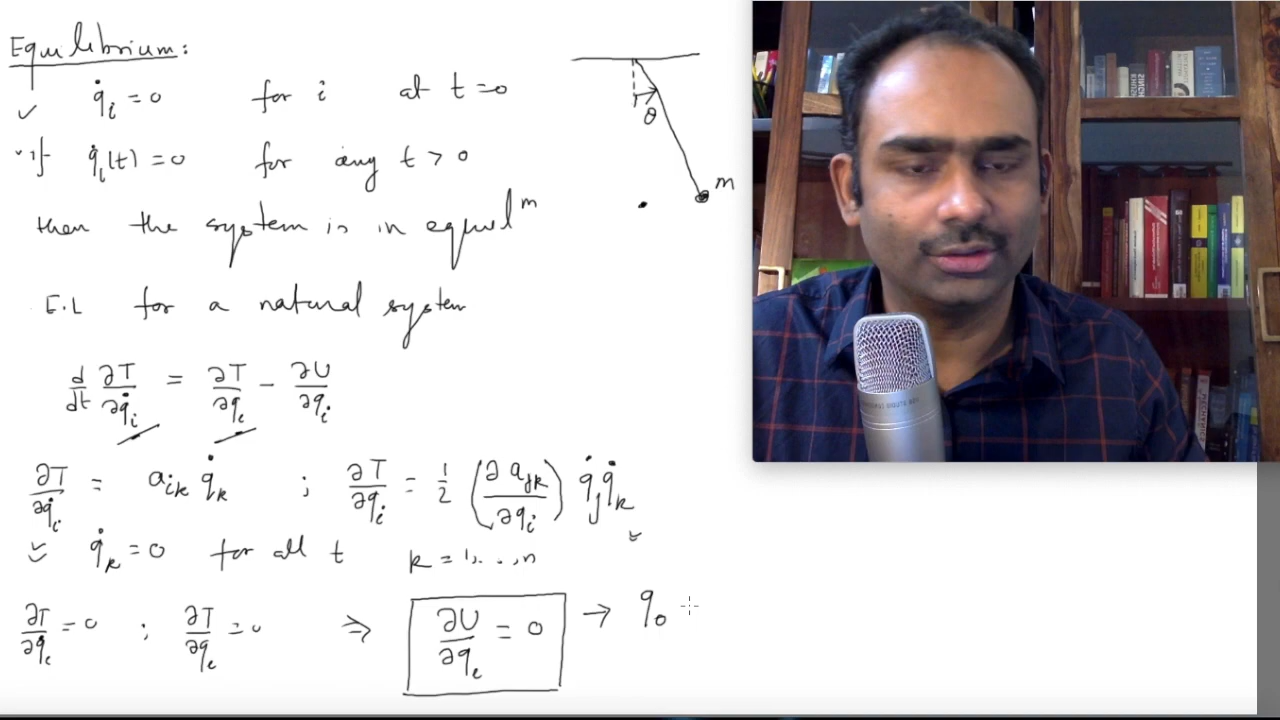 Equilibrium:
q̇ᵢ = 0 for i at t = 0
if q̇ᵢ(t) = 0 for any t > 0
then the system is in equilᵐ
E.L for a natural system
d/dt ∂T/∂q̇ᵢ = ∂T/∂qᵢ - ∂U/∂qᵢ
∂T/∂q̇ᵢ = aᵢₖ q̇ₖ ; ∂T/∂qᵢ = 1/2 (∂aⱼₖ/∂qᵢ) q̇ⱼ q̇ₖ
q̇ₖ = 0 for all t k = 1, . . , n
∂T/∂q̇ᵢ = 0 ; ∂T/∂qᵢ = 0 ⇒ ∂U/∂qᵢ = 0 → q₀
θ
m